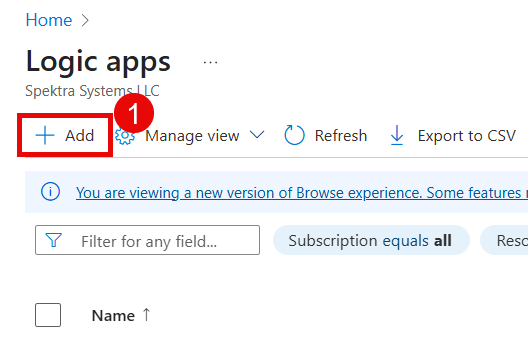 Home >
Logic apps ...
Spektra Systems LLC
1
+ Add Manage view Refresh Export to CSV
You are viewing a new version of Browse experience. Some features
Filter for any field... Subscription equals all Reso
Name ↑